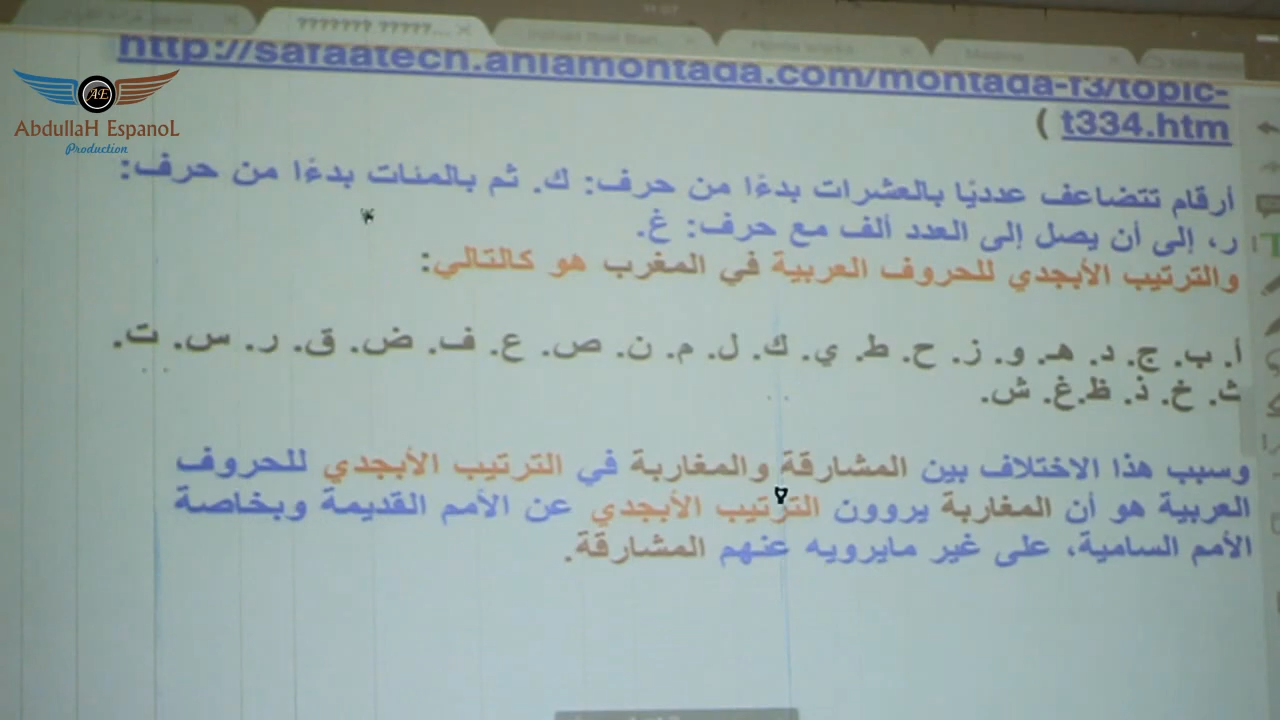 ??????? ?????...
http://safaatecn.ahlamontada.com/montada-f3/topic-
t334.htm )
AbdullaH EspanoL
Production
أرقام تتضاعف عدديًا بالعشرات بدءًا من حرف: ك. ثم بالمئات بدءًا من حرف:
ر، إلى أن يصل إلى العدد ألف مع حرف: غ.
والترتيب الأبجدي للحروف العربية في المغرب هو كالتالي:
أ. ب. ج. د. هـ. و. ز. ح. ط. ي. ك. ل. م. ن. ص. ع. ف. ض. ق. ر. س. ت.
ث. خ. ذ. ظ.غ. ش.
وسبب هذا الاختلاف بين المشارقة والمغاربة في الترتيب الأبجدي للحروف
العربية هو أن المغاربة يروون الترتيب الأبجدي عن الأمم القديمة وبخاصة
الأمم السامية، على غير مايرويه عنهم المشارقة.